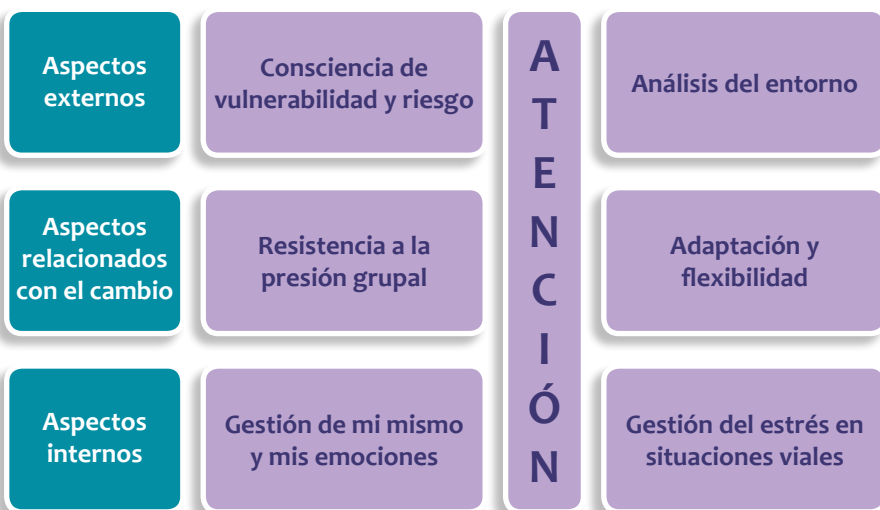 Aspectos
externos
Consciencia de
vulnerabilidad y riesgo
Análisis del entorno
Aspectos
relacionados
con el cambio
Resistencia a la
presión grupal
Adaptación y
flexibilidad
Aspectos
internos
Gestión de mi mismo
y mis emociones
Gestión del estrés en
situaciones viales
A
T
E
N
C
I
Ó
N